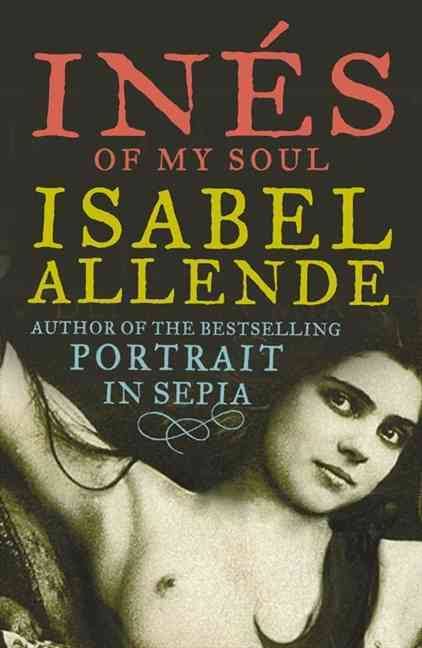 INÉS
OF MY SOUL
ISABEL
ALLENDE
AUTHOR OF THE BESTSELLING
PORTRAIT
IN SEPIA